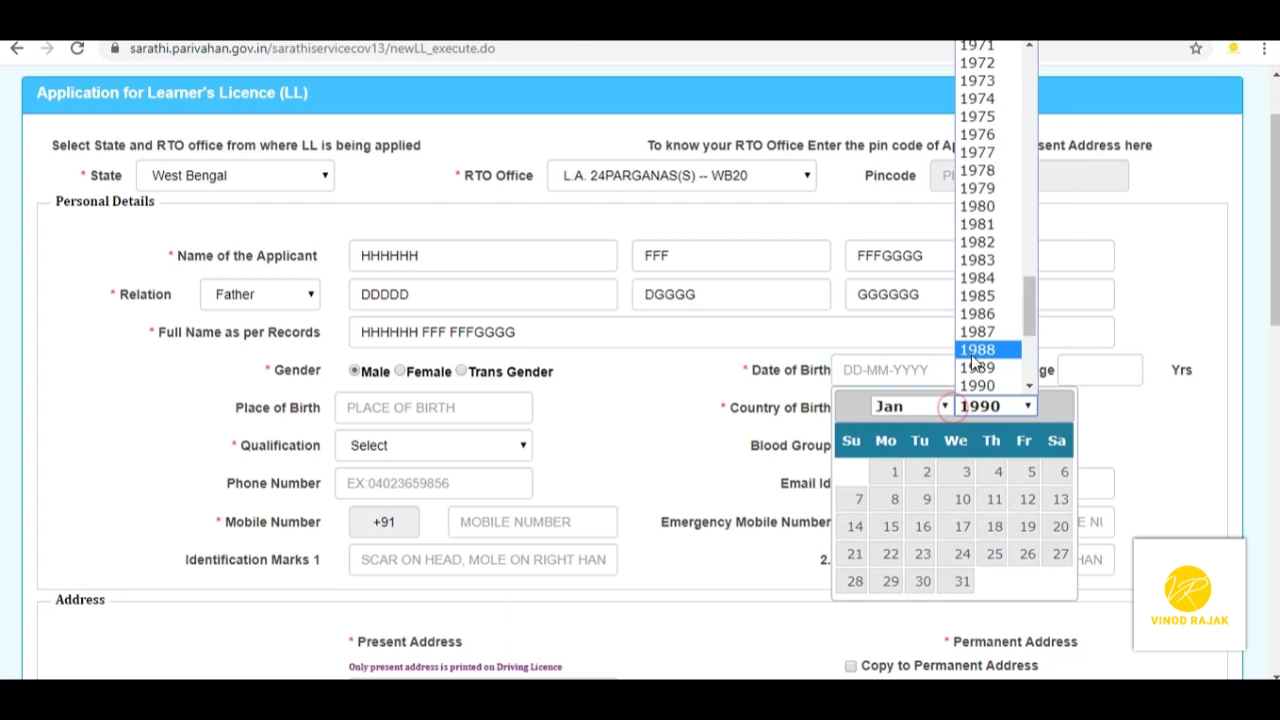 sarathi.parivahan.gov.in/sarathiservicecov13/newLL_execute.do
Application for Learner's Licence (LL)
Select State and RTO office from where LL is being applied
To know your RTO Office Enter the pin code of
sent Address here
* State West Bengal
* RTO Office L.A. 24PARGANAS(S) -- WB20
Pincode
Personal Details
* Name of the Applicant HHHHHH FFF FFFGGGG
* Relation Father DDDDD DGGGG GGGGGG
* Full Name as per Records HHHHHH FFF FFFGGGG
* Gender Male Female Trans Gender
* Date of Birth DD-MM-YYYY
Yrs
Place of Birth PLACE OF BIRTH
* Country of Birth
* Qualification Select
Blood Group
Phone Number EX:04023659856
Email Id
* Mobile Number +91 MOBILE NUMBER
Emergency Mobile Number
Identification Marks 1 SCAR ON HEAD, MOLE ON RIGHT HAN
2.
HAN
1971
1972
1973
1974
1975
1976
1977
1978
1979
1980
1981
1982
1983
1984
1985
1986
1987
1988
1989
1990
Jan 1990
Su Mo Tu We Th Fr Sa
1 2 3 4 5 6
7 8 9 10 11 12 13
14 15 16 17 18 19 20
21 22 23 24 25 26 27
28 29 30 31
Address
* Present Address
* Permanent Address
Only present address is printed on Driving Licence
Copy to Permanent Address
VR
VINOD RAJAK